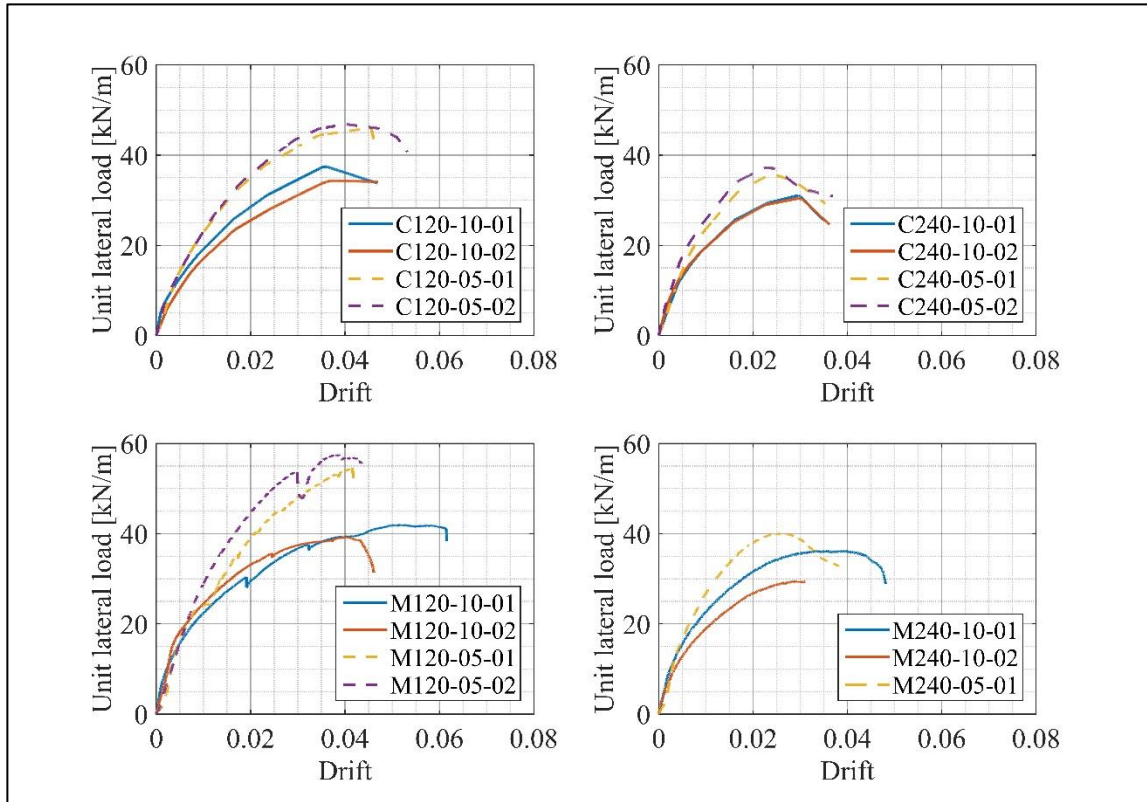 Unit lateral load [kN/m]
60
40
20
0
C120-10-01
C120-10-02
C120-05-01
C120-05-02
0 0.02 0.04 0.06 0.08
Drift
Unit lateral load [kN/m]
60
40
20
0
C240-10-01
C240-10-02
C240-05-01
C240-05-02
0 0.02 0.04 0.06 0.08
Drift
Unit lateral load [kN/m]
60
40
20
0
M120-10-01
M120-10-02
M120-05-01
M120-05-02
0 0.02 0.04 0.06 0.08
Drift
Unit lateral load [kN/m]
60
40
20
0
M240-10-01
M240-10-02
M240-05-01
0 0.02 0.04 0.06 0.08
Drift